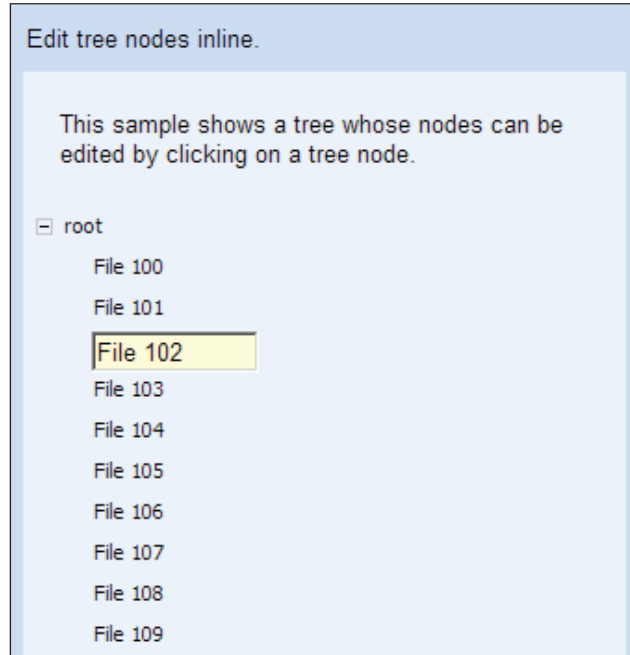 Edit tree nodes inline.
This sample shows a tree whose nodes can be
edited by clicking on a tree node.
root
File 100
File 101
File 102
File 103
File 104
File 105
File 106
File 107
File 108
File 109